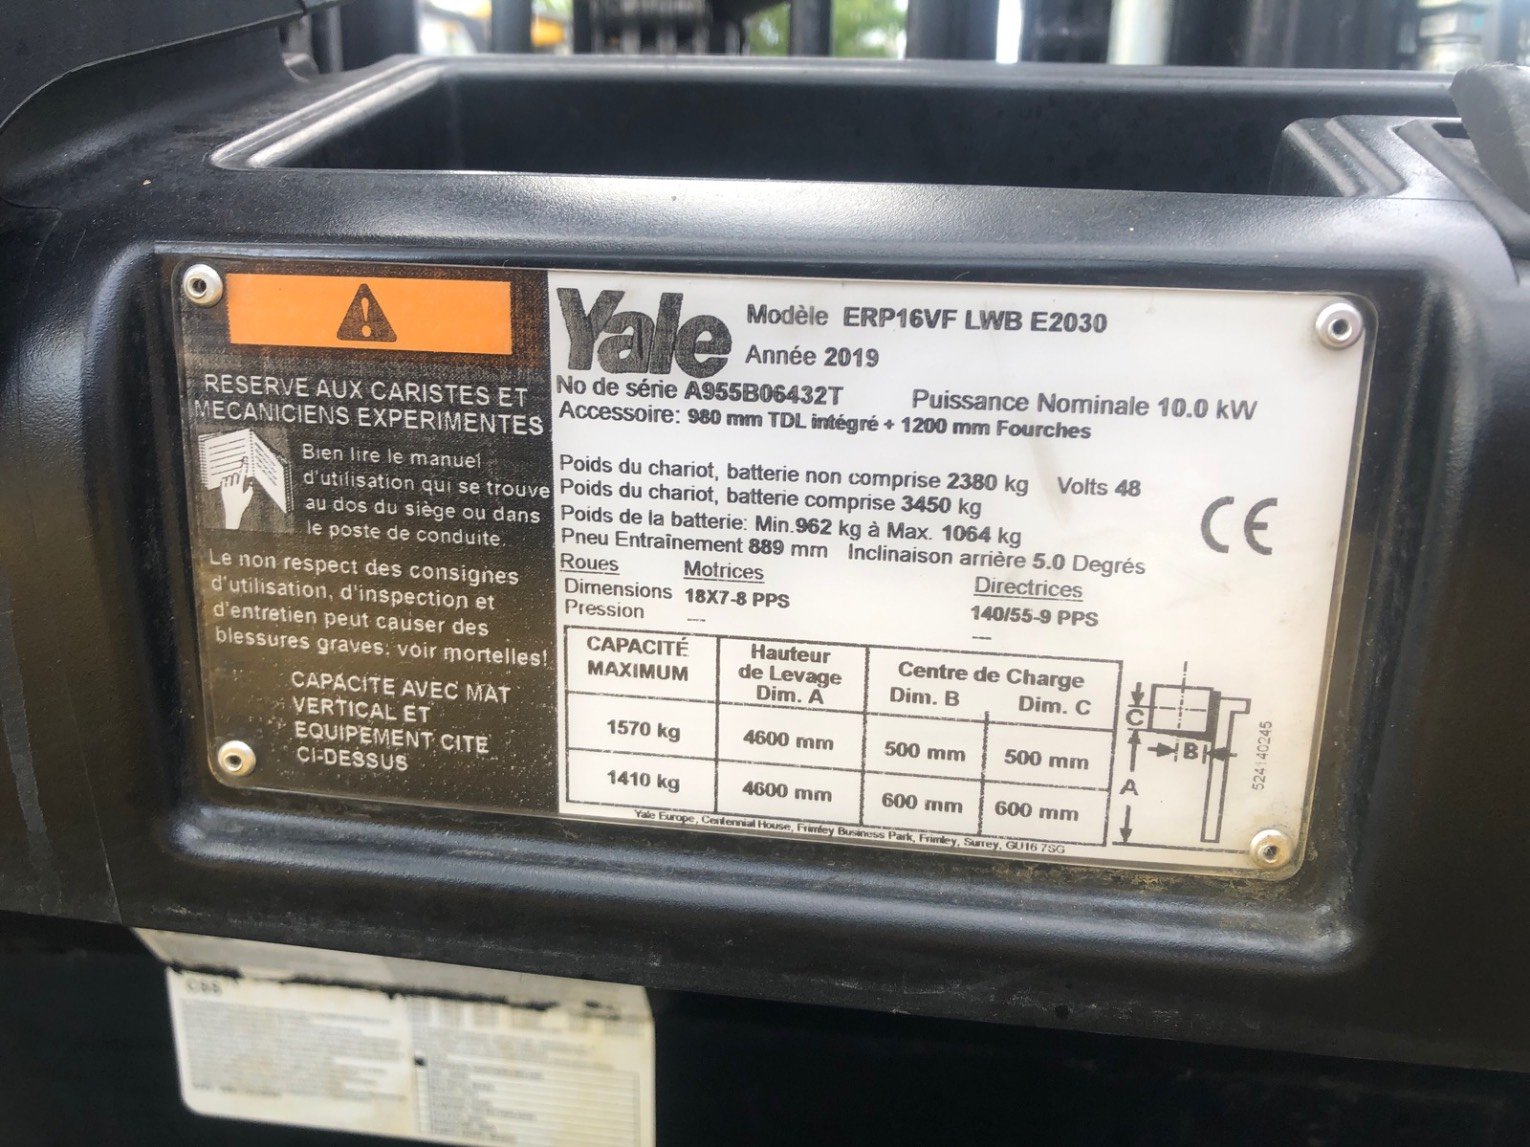 RESERVE AUX CARISTES ET
MECANICIENS EXPERIMENTES
Bien lire le manuel
d'utilisation qui se trouve
au dos du siège ou dans
le poste de conduite.
Le non respect des consignes
d'utilisation, d'inspection et
d'entretien peut causer des
blessures graves, voir mortelles!
CAPACITE AVEC MAT
VERTICAL ET
EQUIPEMENT CITE
CI-DESSUS
Yale
Modèle ERP16VF LWB E2030
Année 2019
No de série A955B06432T Puissance Nominale 10.0 kW
Accessoire: 980 mm TDL intégré + 1200 mm Fourches
Poids du chariot, batterie non comprise 2380 kg Volts 48
Poids du chariot, batterie comprise 3450 kg
Poids de la batterie: Min.962 kg à Max. 1064 kg
Pneu Entraînement 889 mm Inclinaison arrière 5.0 Degrés
CE
Roues Motrices Directrices
Dimensions 18X7-8 PPS 140/55-9 PPS
Pression --- ---
CAPACITÉ MAXIMUM Hauteur de Levage Dim. A Centre de Charge Dim. B Dim. C
1570 kg 4600 mm 500 mm 500 mm
1410 kg 4600 mm 600 mm 600 mm
C
B
A
524140245
Yale Europe, Centennial House, Frimley Business Park, Frimley, Surrey, GU16 7SG